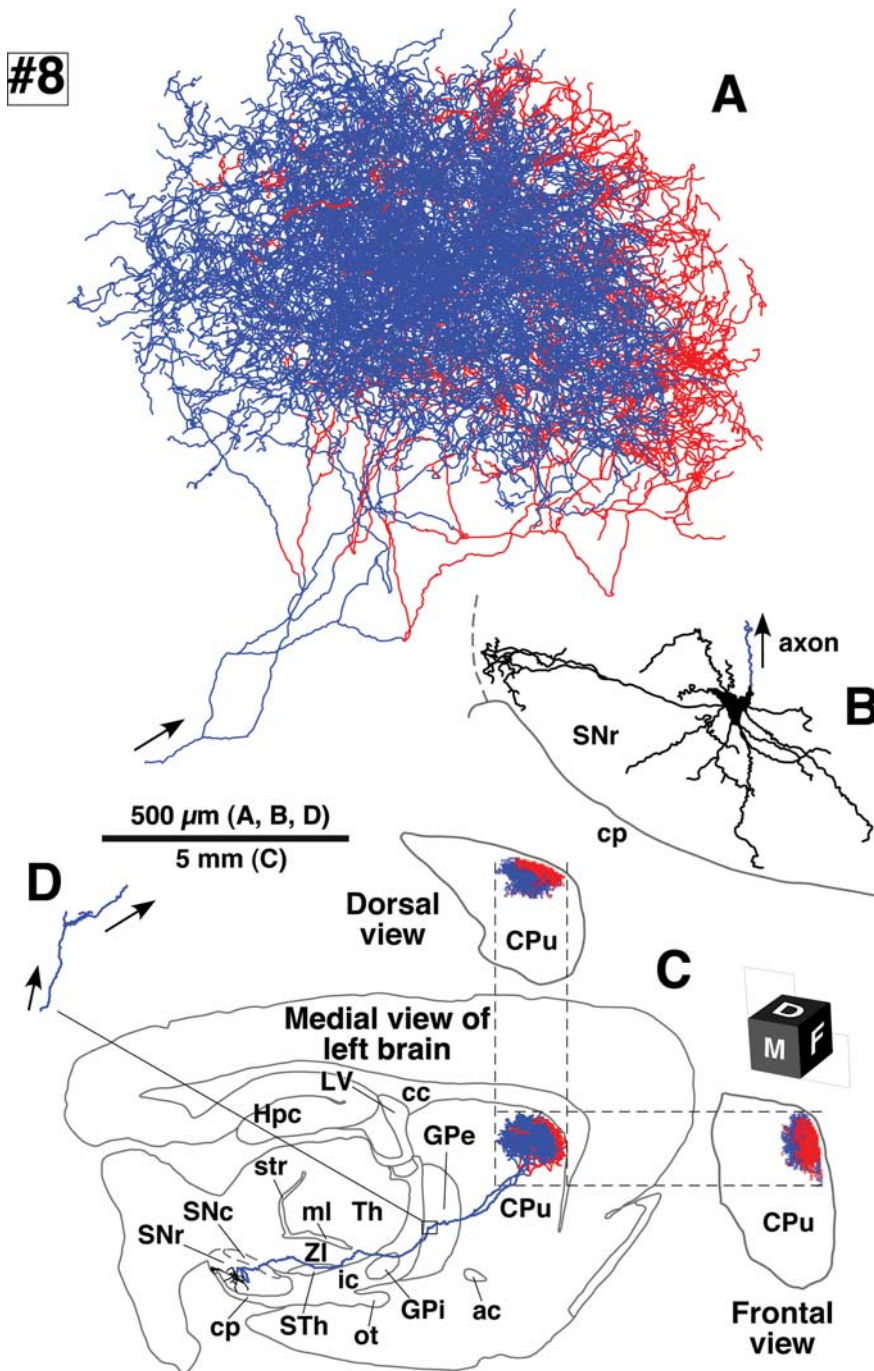 #8
A
axon
B
SNr
cp
500 µm (A, B, D)
5 mm (C)
D
Dorsal
view
CPu
C
D
M
F
Medial view of
left brain
LV
cc
Hpc
GPe
str
SNc
ml
Th
CPu
CPu
SNr
ZI
ic
cp
STh
ot
GPi
ac
Frontal
view